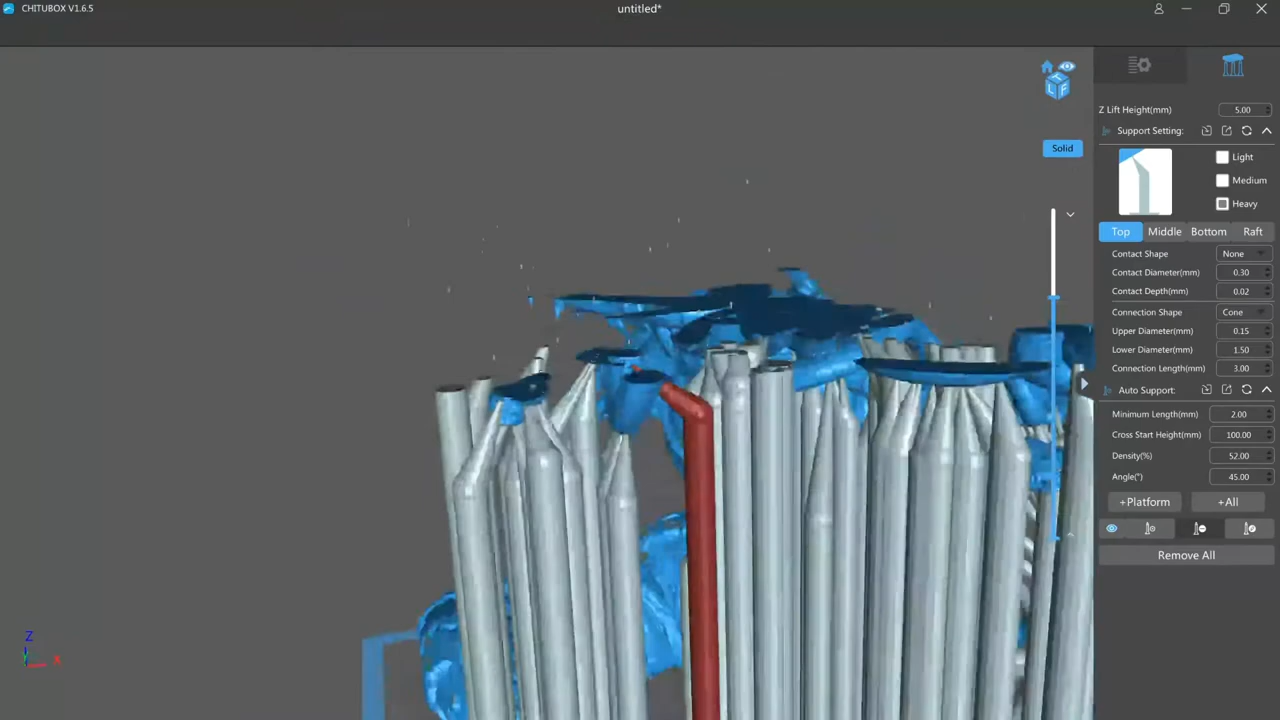 CHITUBOX V1.6.5
untitled*
Z Lift Height(mm) 5.00
Support Setting:
Light
Medium
Heavy
Top Middle Bottom Raft
Contact Shape None
Contact Diameter(mm) 0.30
Contact Depth(mm) 0.02
Connection Shape Cone
Upper Diameter(mm) 0.15
Lower Diameter(mm) 1.50
Connection Length(mm) 3.00
Auto Support:
Minimum Length(mm) 2.00
Cross Start Height(mm) 100.00
Density(%) 52.00
Angle(°) 45.00
+Platform +All
Remove All
Solid
T
L F
Z
X